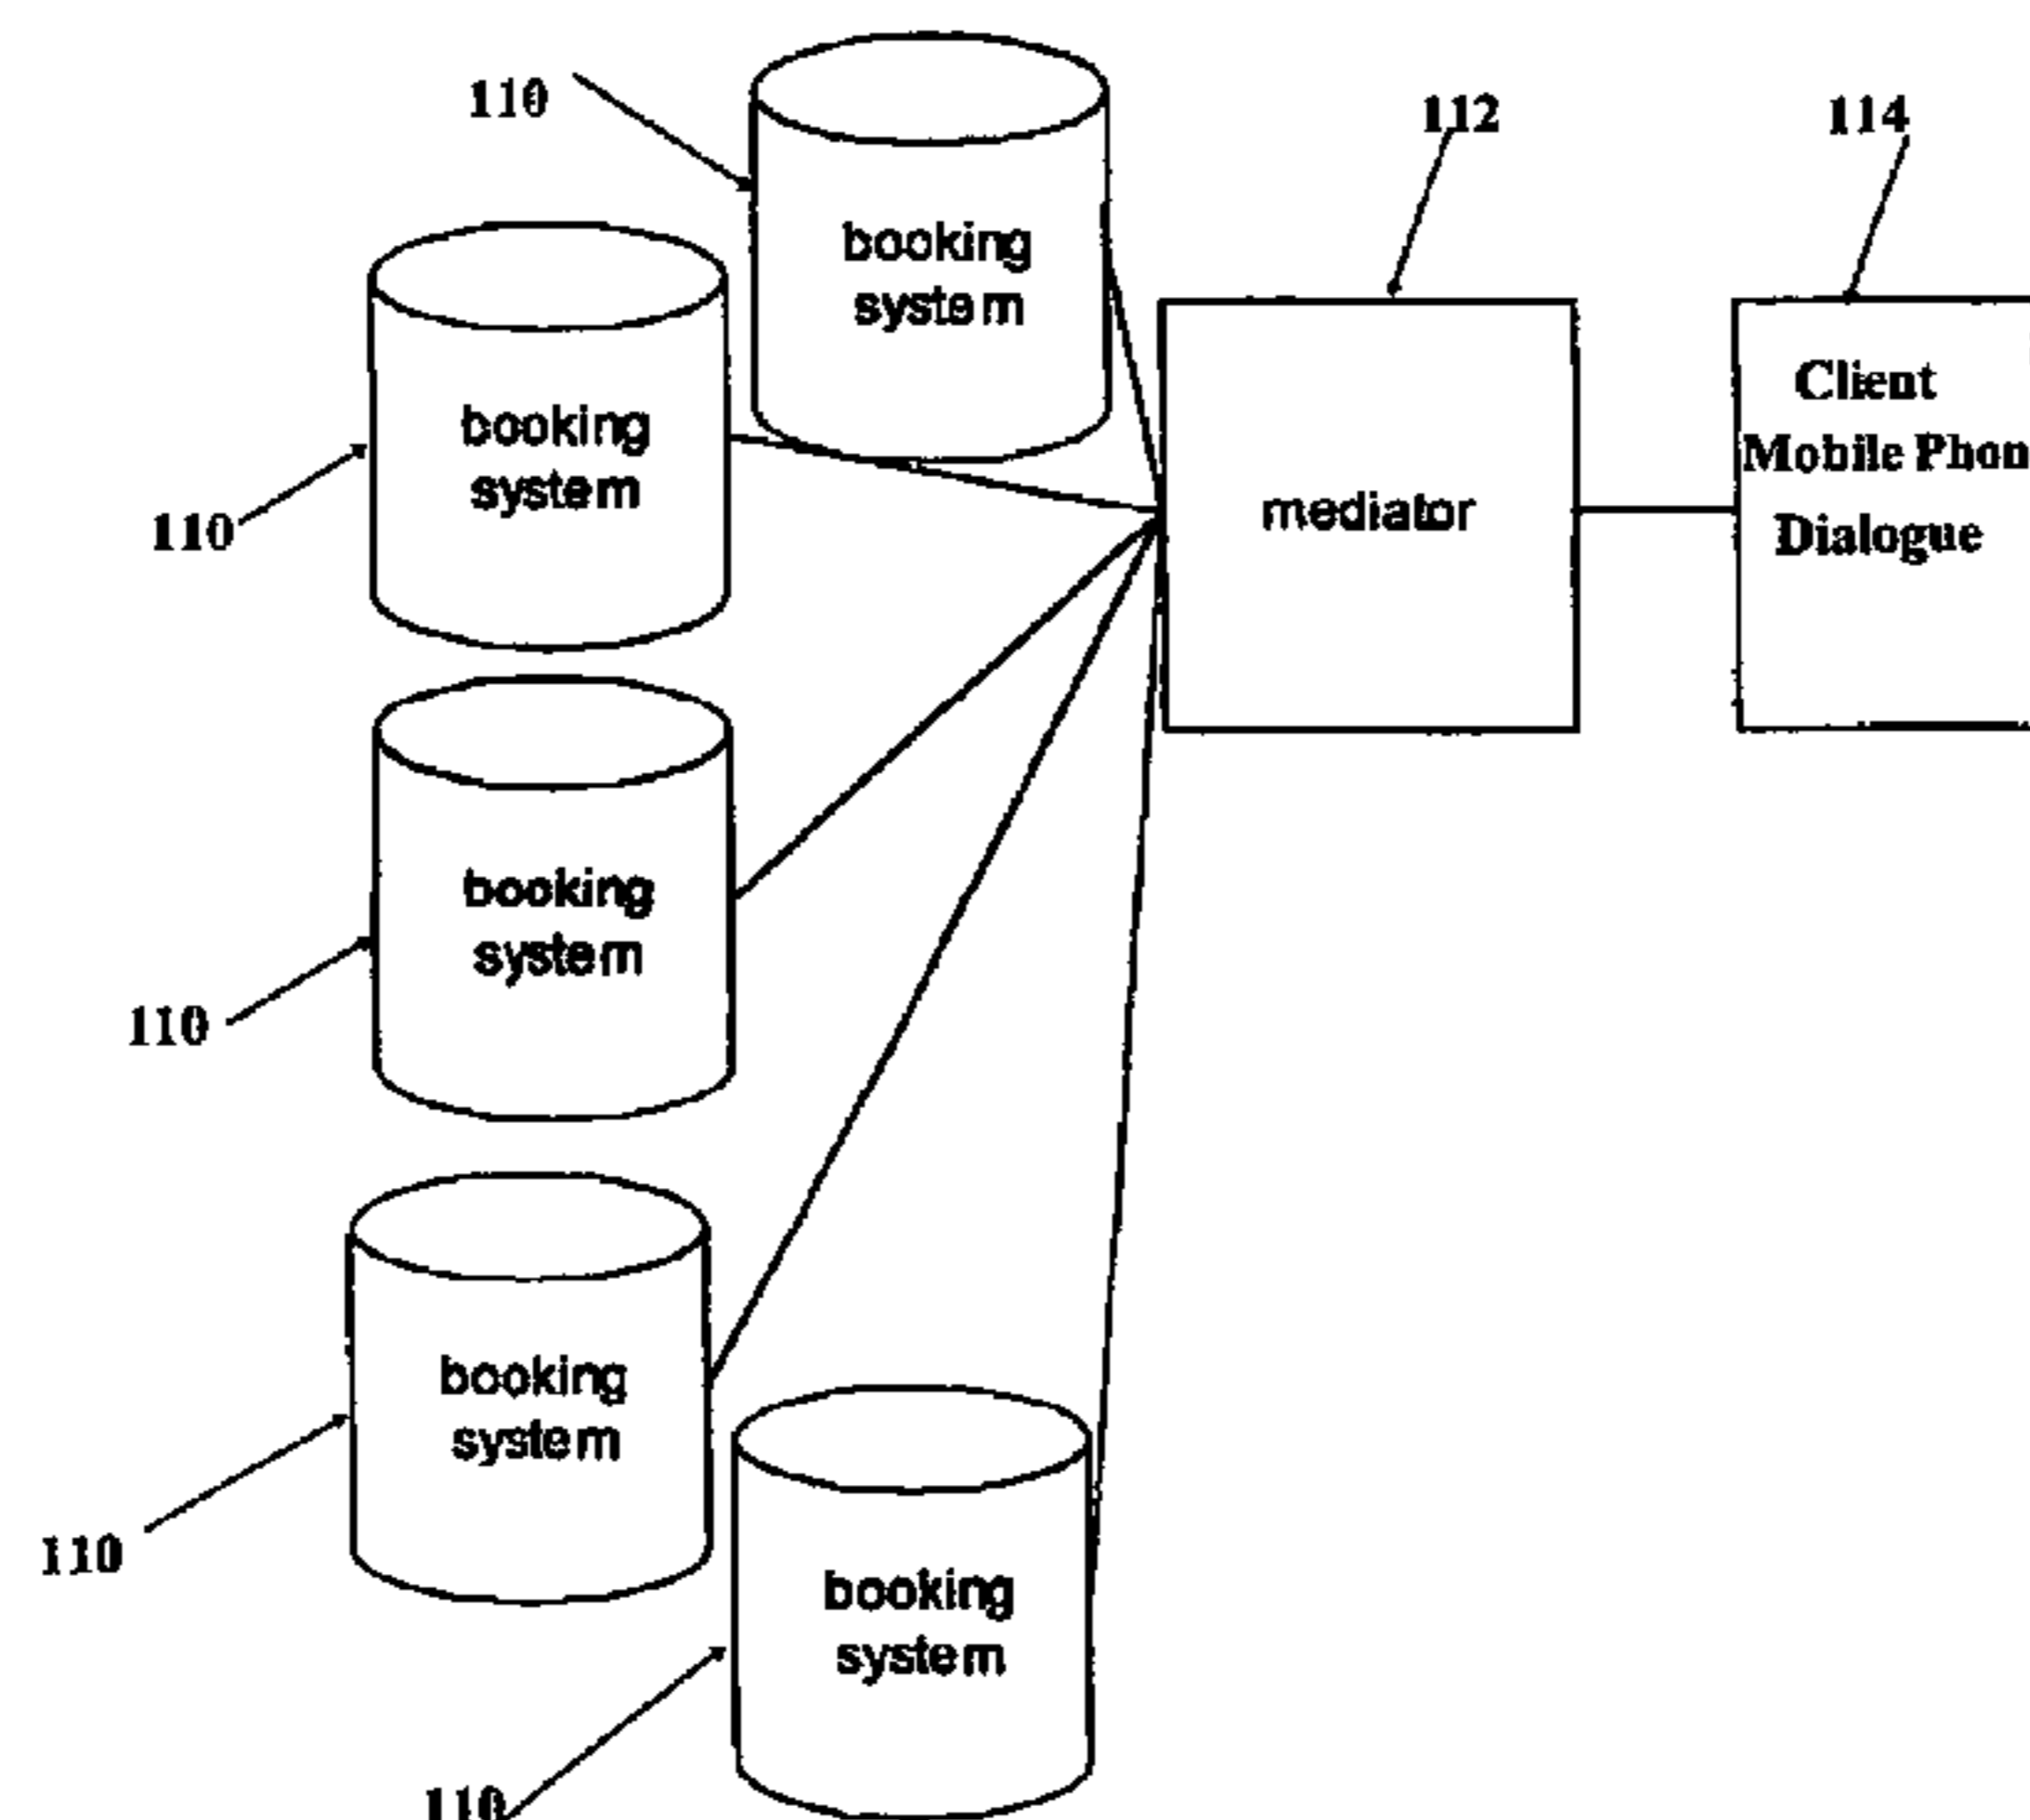 110
112
114
booking
system
Client
Mobile Phon
Dialogue
booking
system
mediator
110
booking
system
110
booking
system
110
booking
system
110